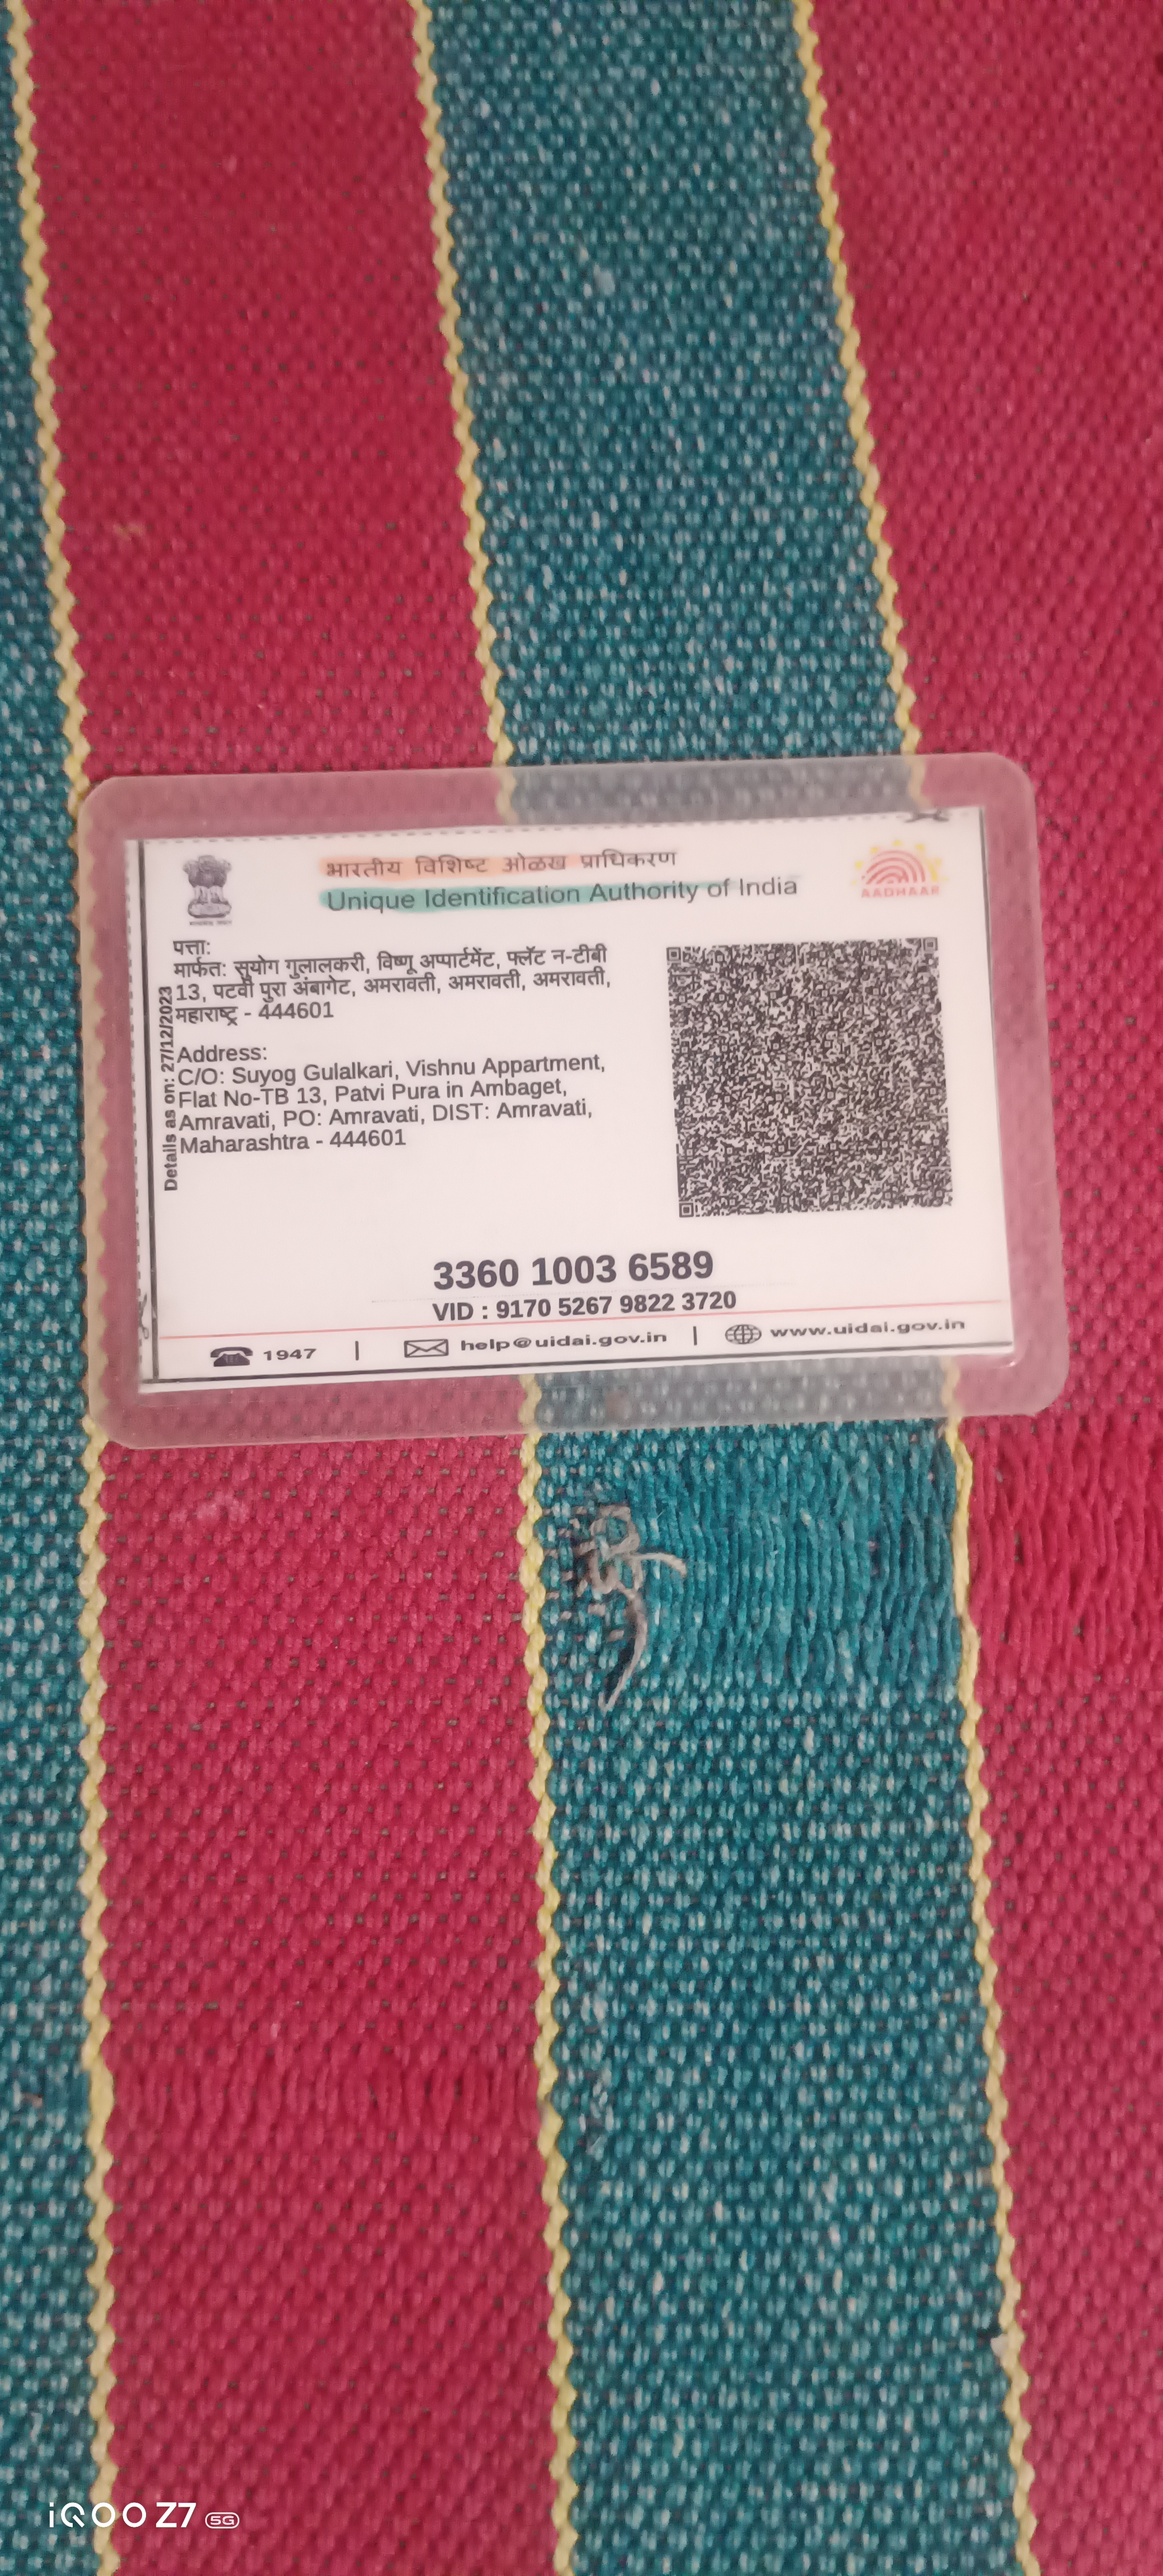 भारतीय विशिष्ट ओळख प्राधिकरण
Unique Identification Authority of India
AADHAAR
पत्ता:
मार्फत: सुयोग गुलालकरी, विष्णू अप्पार्टमेंट, फ्लॅट न-टीबी
13, पटवी पुरा अंबागेट, अमरावती, अमरावती, अमरावती,
महाराष्ट्र - 444601
Details as on: 27/12/2023
Address:
C/O: Suyog Gulalkari, Vishnu Appartment,
Flat No-TB 13, Patvi Pura in Ambaget,
Amravati, PO: Amravati, DIST: Amravati,
Maharashtra - 444601
3360 1003 6589
VID : 9170 5267 9822 3720
1947 | help@uidai.gov.in | www.uidai.gov.in
iQOO Z7 5G